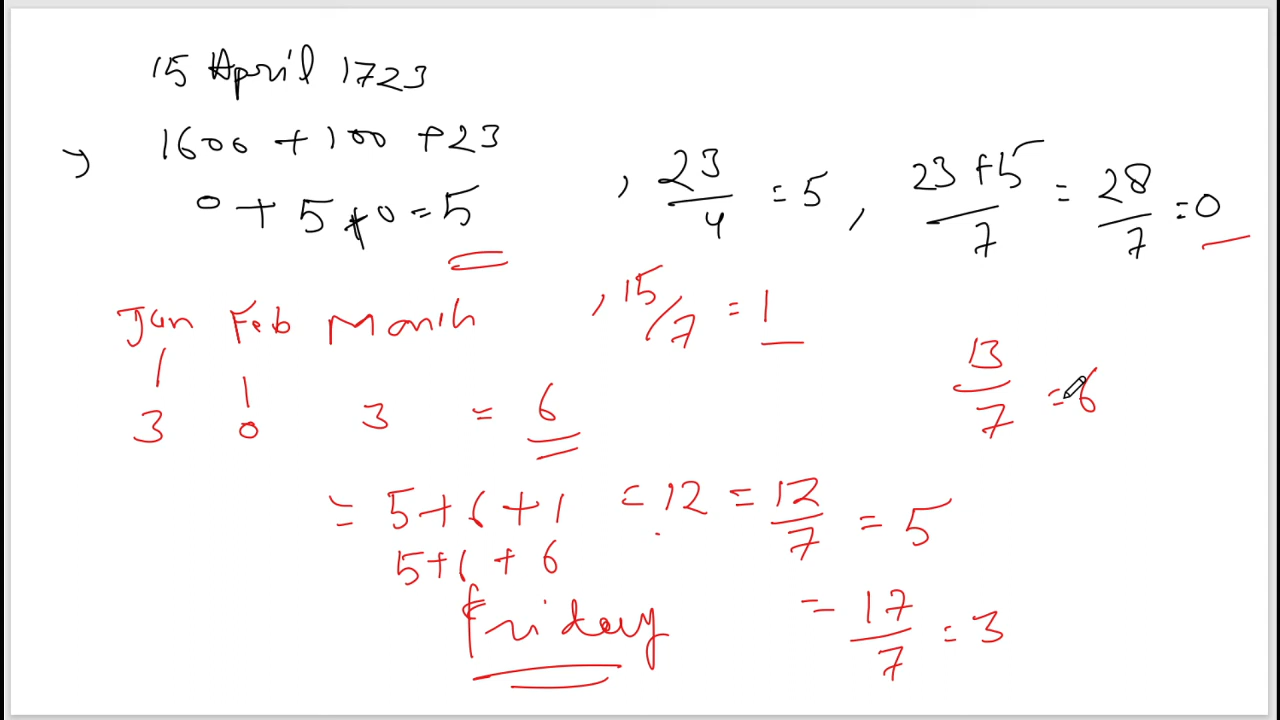 15 April 1723
1600 + 100 + 23
0 + 5 + 0 = 5
, 23/4 = 5 , 23+5/7 = 28/7 = 0
Jan Feb March , 15/7 = 1
3 0 3 = 6
13/7 = 6
= 5+6+1 = 12 = 12/7 = 5
5+6+6
Friday = 17/7 = 3